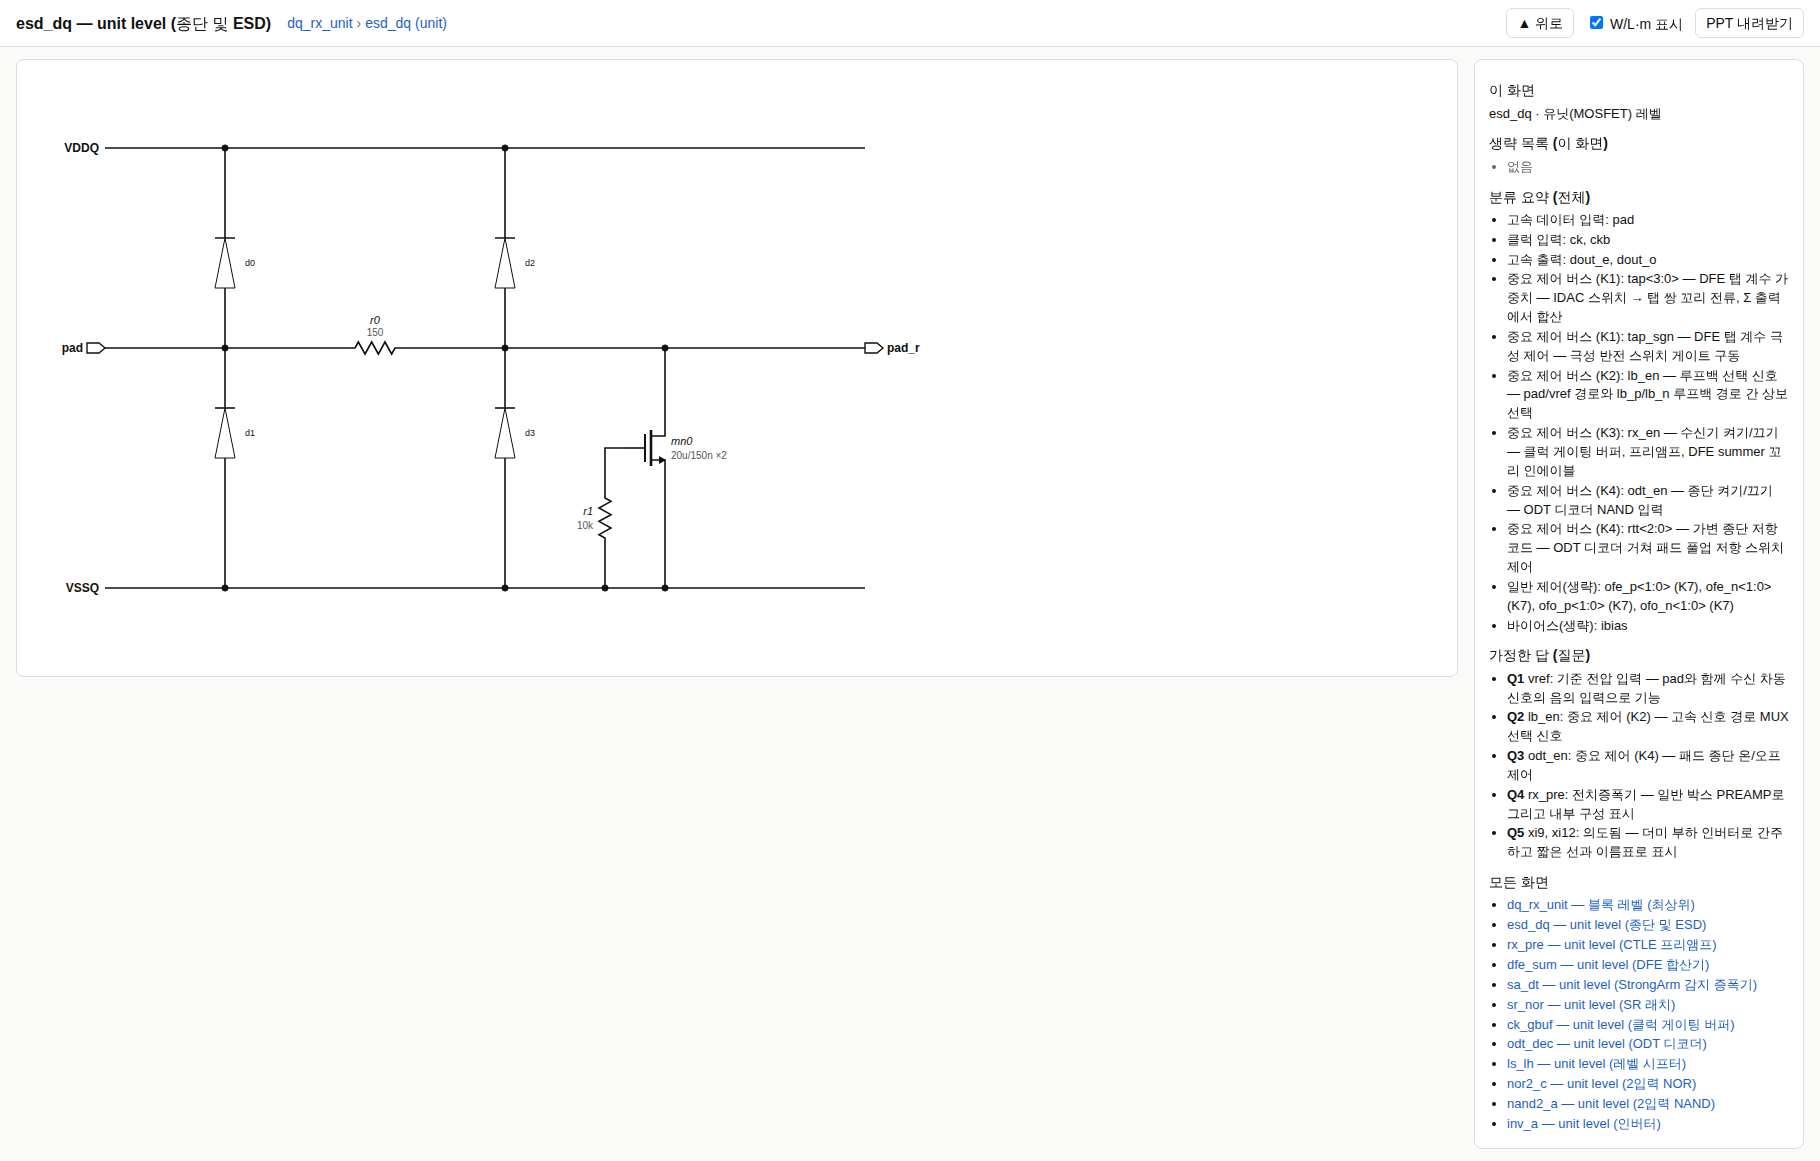 esd_dq — unit level (종단 및 ESD) dq_rx_unit › esd_dq (unit) ▲ 위로 W/L·m 표시 PPT 내려받기
VDDQ
d0 d2
r0
150
pad pad_r
d1 d3
mn0
20u/150n ×2
r1
10k
VSSQ
이 화면
esd_dq · 유닛(MOSFET) 레벨
생략 목록 (이 화면)
없음
분류 요약 (전체)
고속 데이터 입력: pad
클럭 입력: ck, ckb
고속 출력: dout_e, dout_o
중요 제어 버스 (K1): tap<3:0> — DFE 탭 계수 가
중치 — IDAC 스위치 → 탭 쌍 꼬리 전류, Σ 출력
에서 합산
중요 제어 버스 (K1): tap_sgn — DFE 탭 계수 극
성 제어 — 극성 반전 스위치 게이트 구동
중요 제어 버스 (K2): lb_en — 루프백 선택 신호
— pad/vref 경로와 lb_p/lb_n 루프백 경로 간 상보
선택
중요 제어 버스 (K3): rx_en — 수신기 켜기/끄기
— 클럭 게이팅 버퍼, 프리앰프, DFE summer 꼬
리 인에이블
중요 제어 버스 (K4): odt_en — 종단 켜기/끄기
— ODT 디코더 NAND 입력
중요 제어 버스 (K4): rtt<2:0> — 가변 종단 저항
코드 — ODT 디코더 거쳐 패드 풀업 저항 스위치
제어
일반 제어(생략): ofe_p<1:0> (K7), ofe_n<1:0>
(K7), ofo_p<1:0> (K7), ofo_n<1:0> (K7)
바이어스(생략): ibias
가정한 답 (질문)
Q1 vref: 기준 전압 입력 — pad와 함께 수신 차동
신호의 음의 입력으로 기능
Q2 lb_en: 중요 제어 (K2) — 고속 신호 경로 MUX
선택 신호
Q3 odt_en: 중요 제어 (K4) — 패드 종단 온/오프
제어
Q4 rx_pre: 전치증폭기 — 일반 박스 PREAMP로
그리고 내부 구성 표시
Q5 xi9, xi12: 의도됨 — 더미 부하 인버터로 간주
하고 짧은 선과 이름표로 표시
모든 화면
dq_rx_unit — 블록 레벨 (최상위)
esd_dq — unit level (종단 및 ESD)
rx_pre — unit level (CTLE 프리앰프)
dfe_sum — unit level (DFE 합산기)
sa_dt — unit level (StrongArm 감지 증폭기)
sr_nor — unit level (SR 래치)
ck_gbuf — unit level (클럭 게이팅 버퍼)
odt_dec — unit level (ODT 디코더)
ls_lh — unit level (레벨 시프터)
nor2_c — unit level (2입력 NOR)
nand2_a — unit level (2입력 NAND)
inv_a — unit level (인버터)